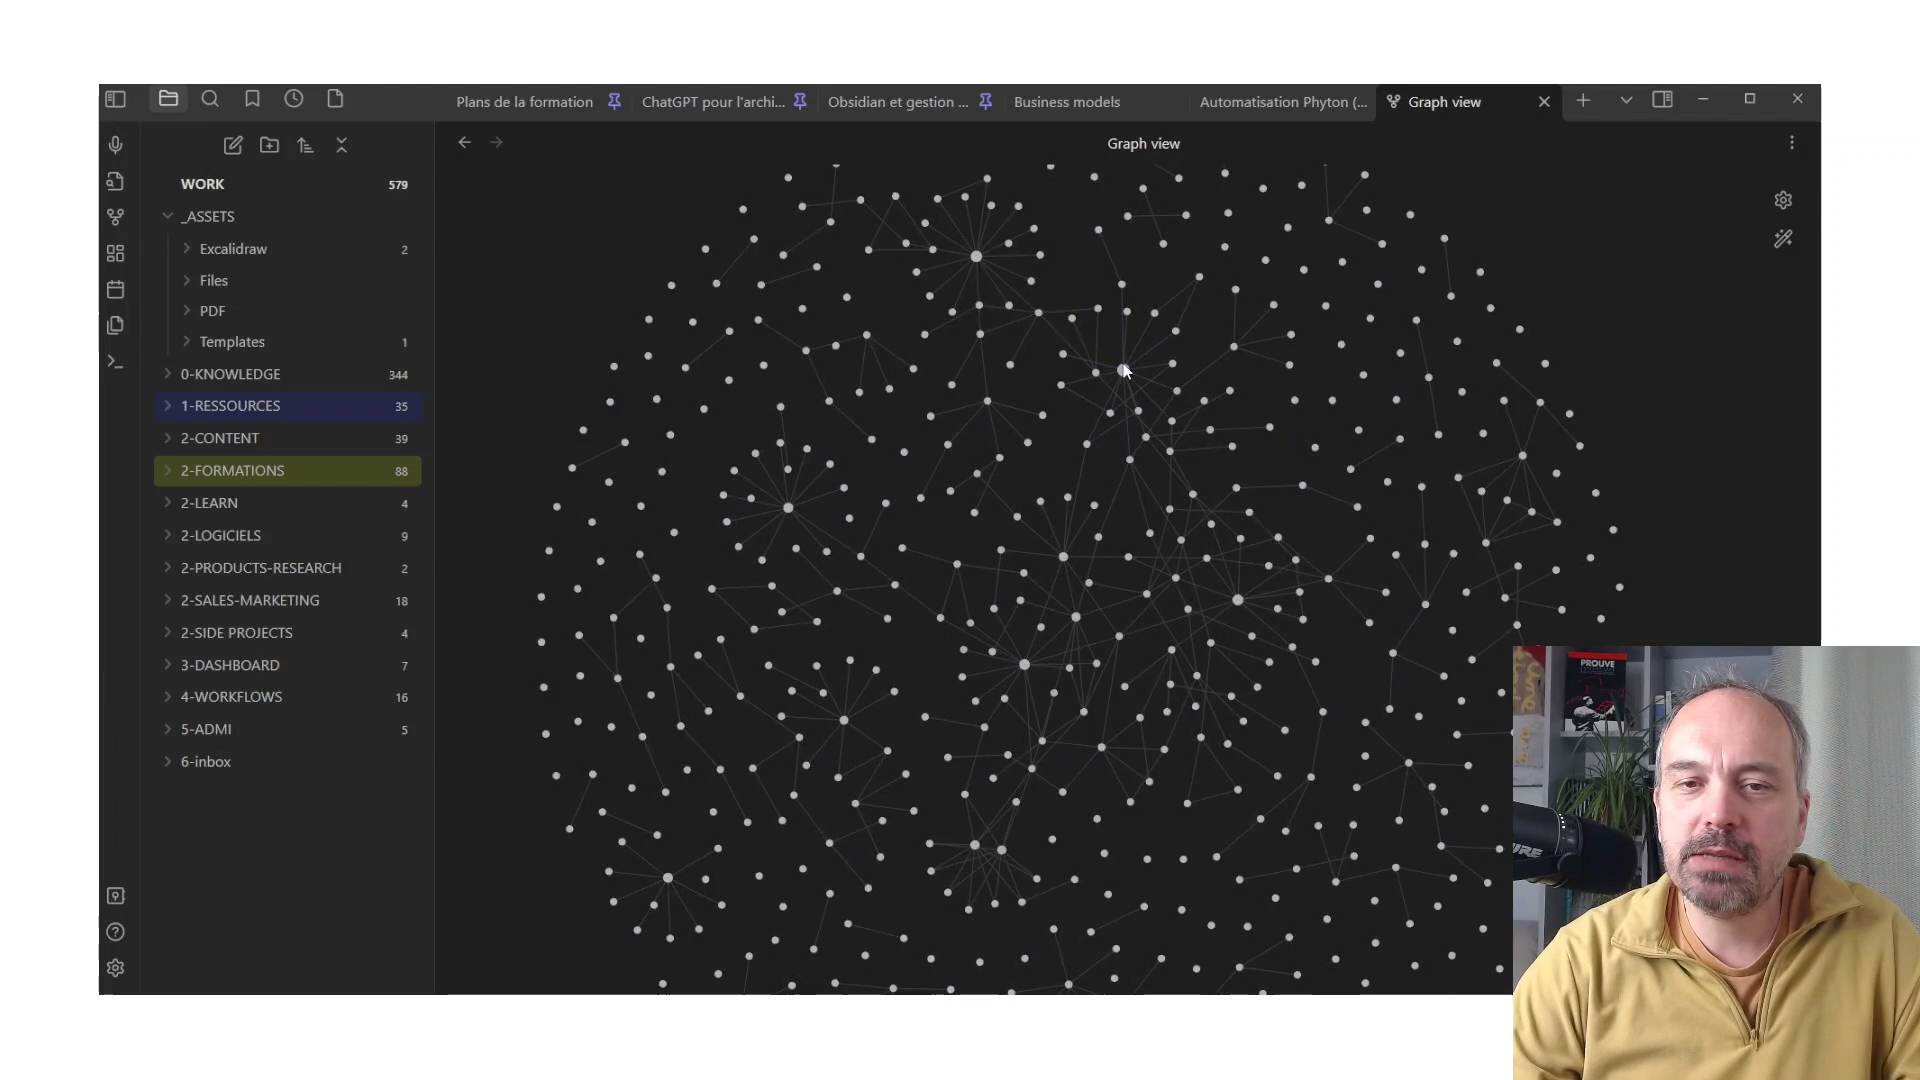 Plans de la formation
ChatGPT pour l'archi...
Obsidian et gestion ...
Business models
Automatisation Phyton (...
Graph view
Graph view
WORK 579
_ASSETS
Excalidraw 2
Files
PDF
Templates 1
0-KNOWLEDGE 344
1-RESSOURCES 35
2-CONTENT 39
2-FORMATIONS 88
2-LEARN 4
2-LOGICIELS 9
2-PRODUCTS-RESEARCH 2
2-SALES-MARKETING 18
2-SIDE PROJECTS 4
3-DASHBOARD 7
4-WORKFLOWS 16
5-ADMI 5
6-inbox
PROUVE
URE